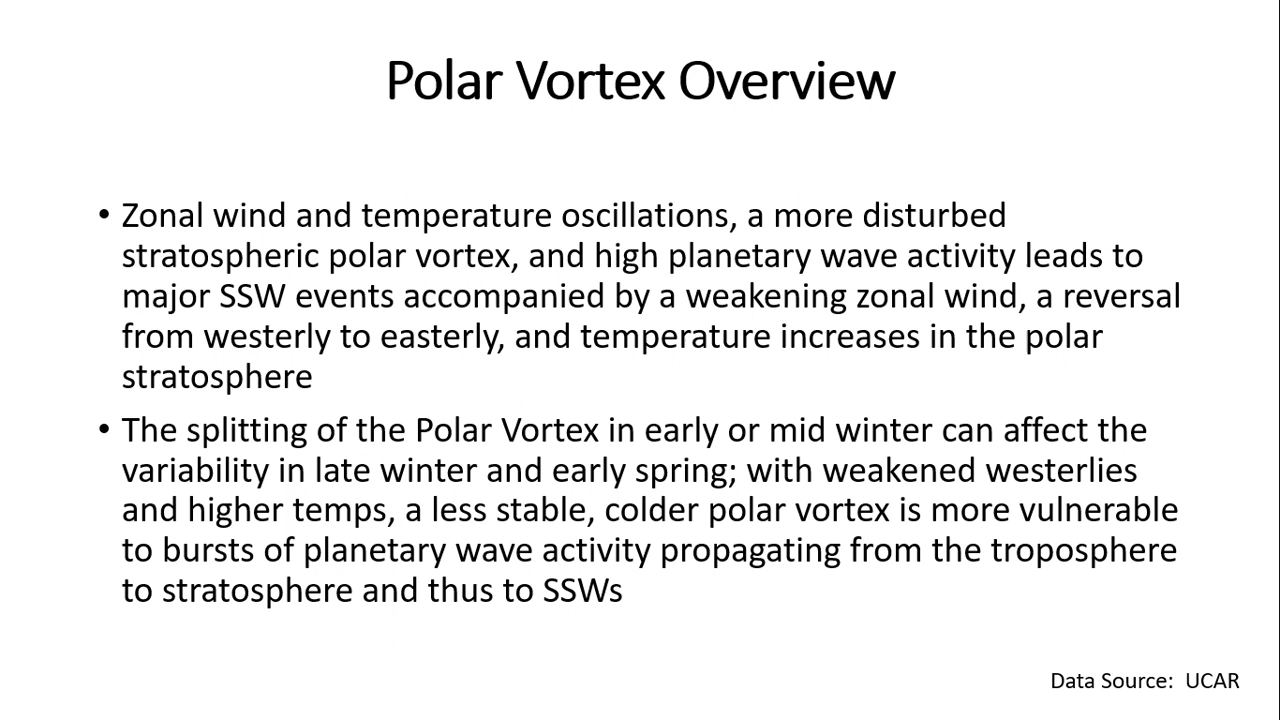 Polar Vortex Overview
• Zonal wind and temperature oscillations, a more disturbed
stratospheric polar vortex, and high planetary wave activity leads to
major SSW events accompanied by a weakening zonal wind, a reversal
from westerly to easterly, and temperature increases in the polar
stratosphere
• The splitting of the Polar Vortex in early or mid winter can affect the
variability in late winter and early spring; with weakened westerlies
and higher temps, a less stable, colder polar vortex is more vulnerable
to bursts of planetary wave activity propagating from the troposphere
to stratosphere and thus to SSWs
Data Source:  UCAR